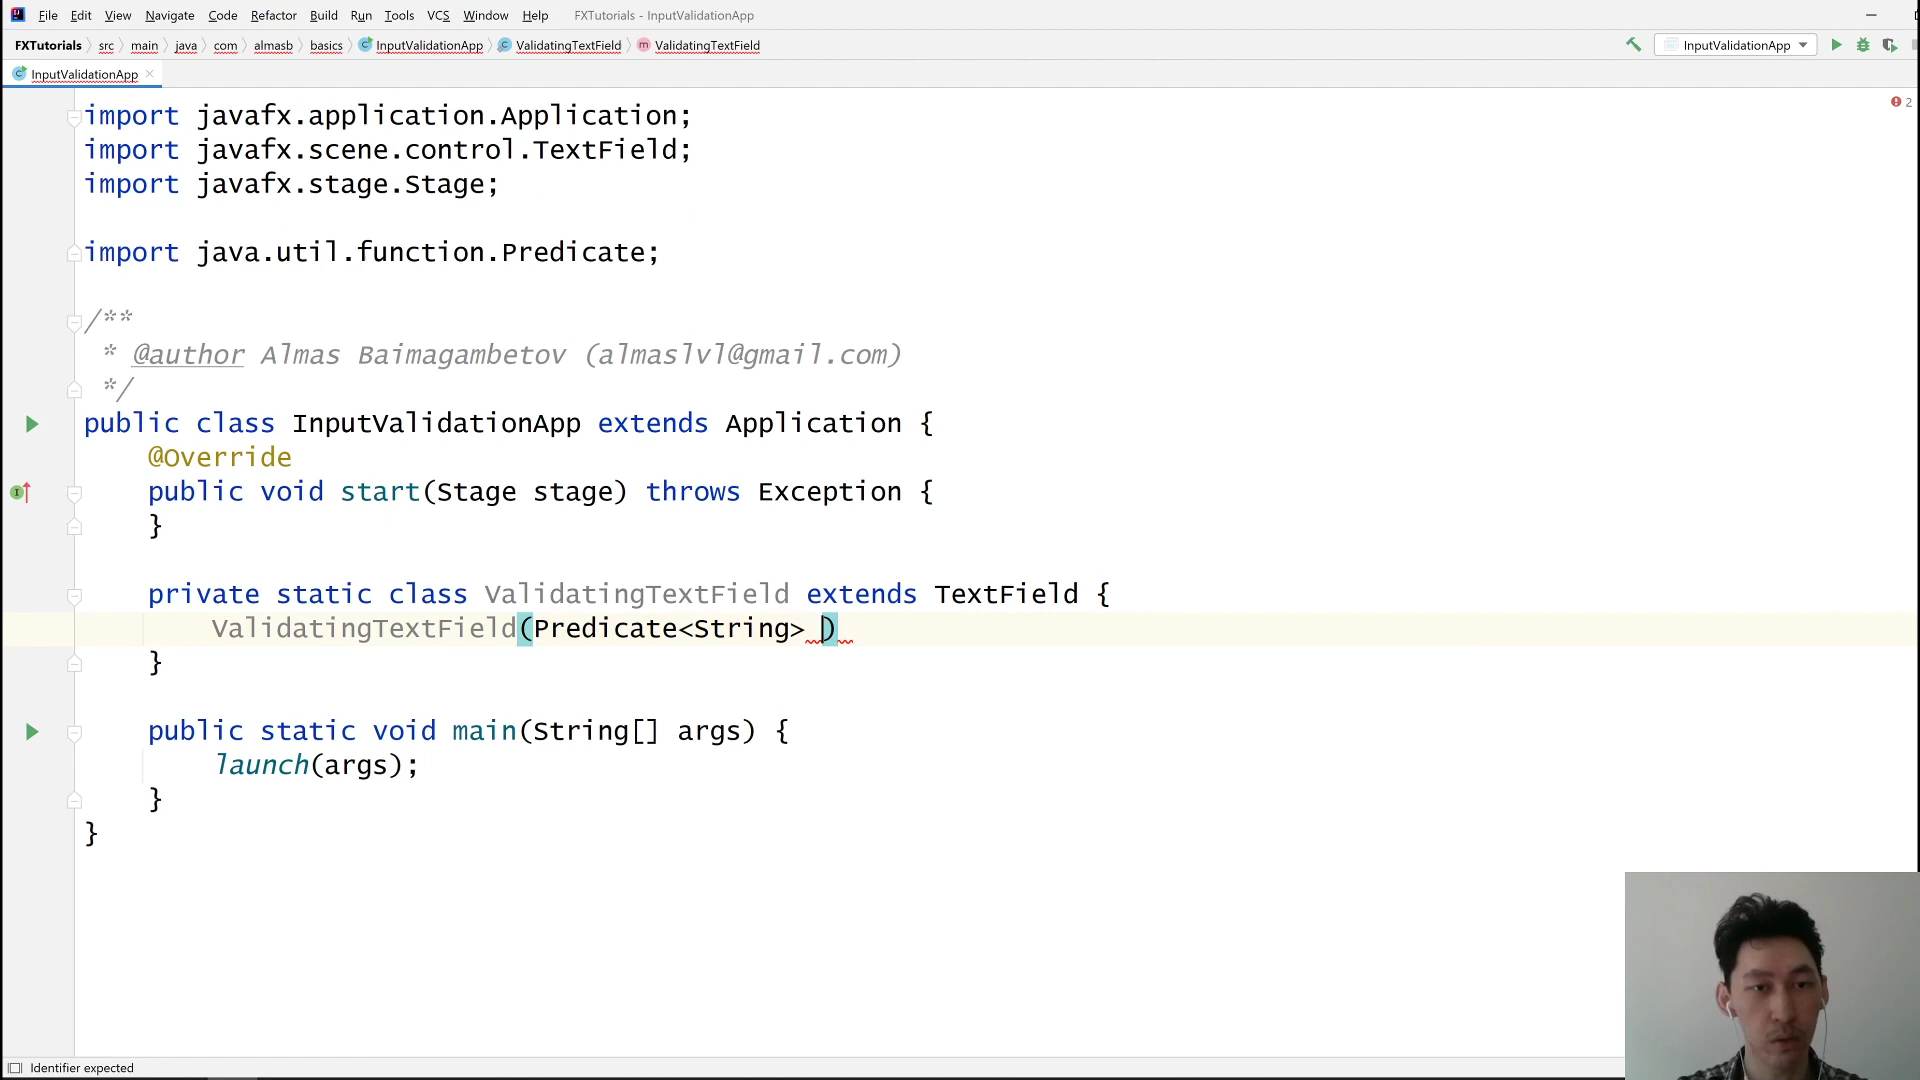 File Edit View Navigate Code Refactor Build Run Tools VCS Window Help FXTutorials - InputValidationApp
FXTutorials src main java com almasb basics InputValidationApp ValidatingTextField ValidatingTextField InputValidationApp
InputValidationApp
2
import javafx.application.Application;
import javafx.scene.control.TextField;
import javafx.stage.Stage;
import java.util.function.Predicate;
/**
* @author Almas Baimagambetov (almaslvl@gmail.com)
*/
public class InputValidationApp extends Application {
@Override
public void start(Stage stage) throws Exception {
}
private static class ValidatingTextField extends TextField {
ValidatingTextField(Predicate<String> )
}
public static void main(String[] args) {
launch(args);
}
}
Identifier expected